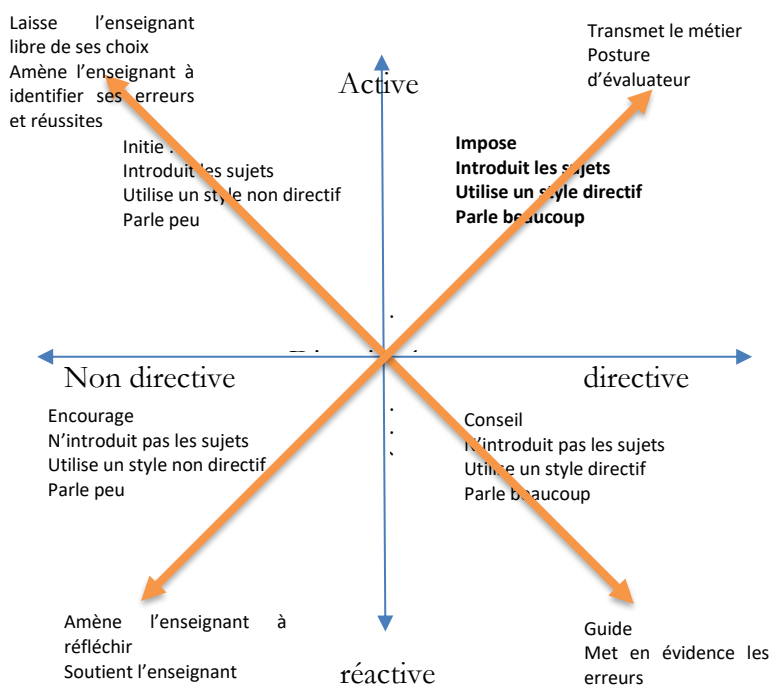 Laisse l’enseignant
libre de ses choix
Amène l’enseignant à
identifier ses erreurs
et réussites
Transmet le métier
Posture
d’évaluateur
Active
Initie :
Introduit les sujets
Utilise un style non directif
Parle peu
Impose
Introduit les sujets
Utilise un style directif
Parle beaucoup
Non directive
directive
Encourage
N’introduit pas les sujets
Utilise un style non directif
Parle peu
Conseil
N’introduit pas les sujets
Utilise un style directif
Parle beaucoup
Amène l’enseignant à
réfléchir
Soutient l’enseignant
réactive
Guide
Met en évidence les
erreurs